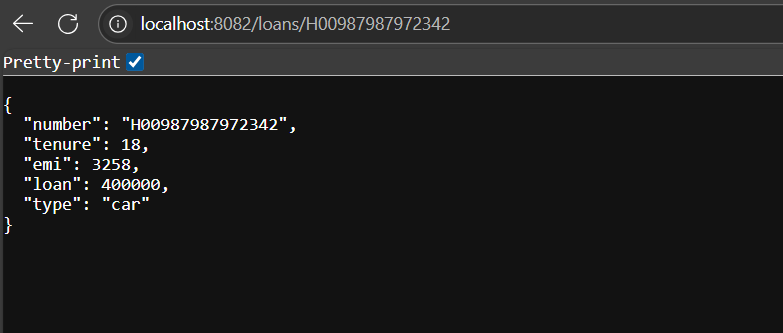 localhost:8082/loans/H00987987972342
Pretty-print
{
  "number": "H00987987972342",
  "tenure": 18,
  "emi": 3258,
  "loan": 400000,
  "type": "car"
}